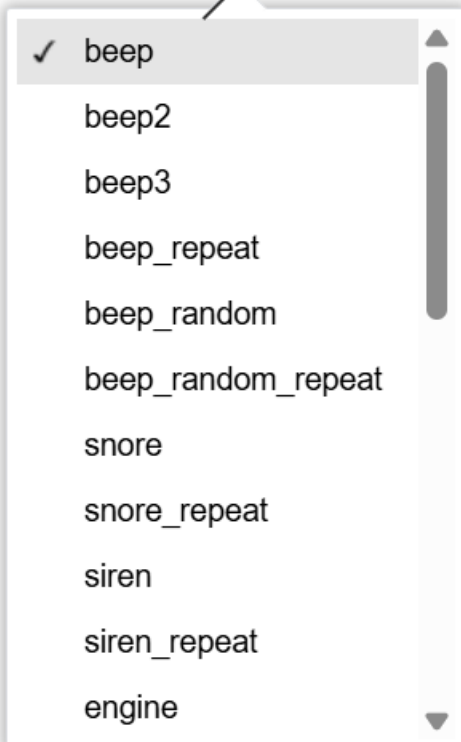 beep
beep2
beep3
beep_repeat
beep_random
beep_random_repeat
snore
snore_repeat
siren
siren_repeat
engine